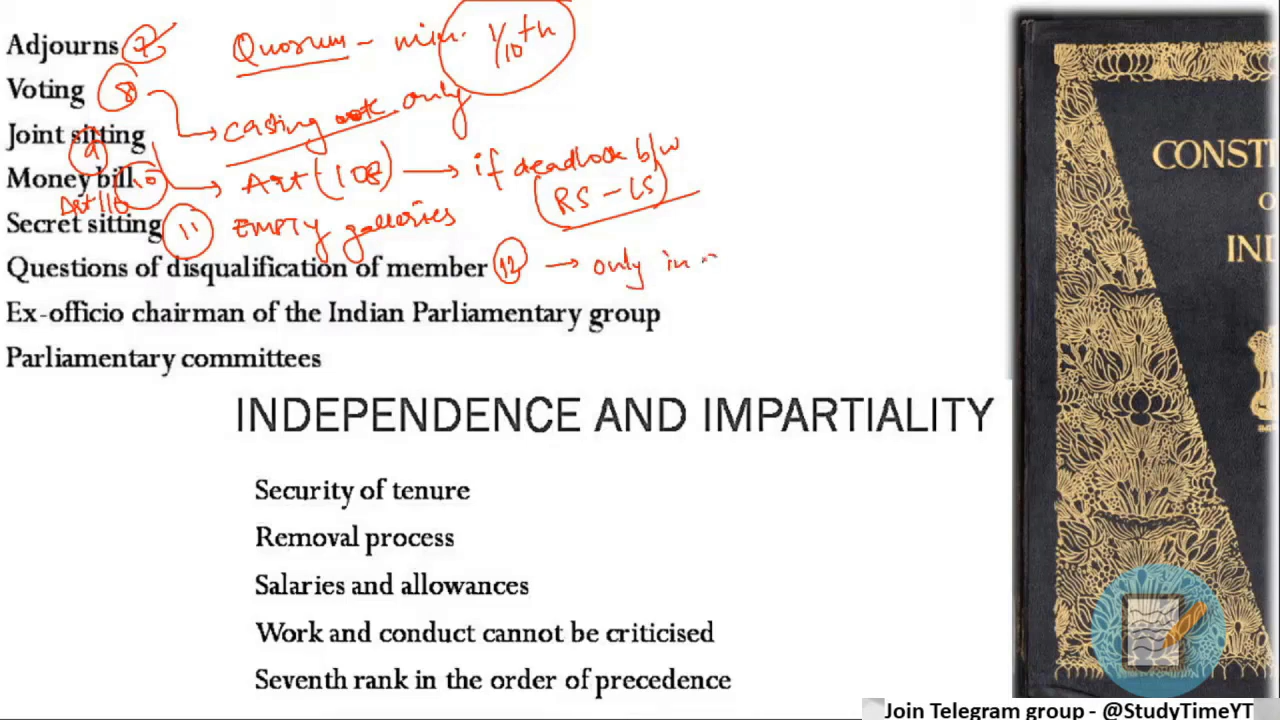 Adjourns 7 Quorum - min. 1/10th
Voting 8 casting vote only
Joint sitting 9 Art (108) → if deadlock b/w
RS - LS
Money bill 10
Art 110
Secret sitting 11 EMPTY galleries
Questions of disqualification of member 12 → only in
Ex-officio chairman of the Indian Parliamentary group
Parliamentary committees
INDEPENDENCE AND IMPARTIALITY
Security of tenure
Removal process
Salaries and allowances
Work and conduct cannot be criticised
Seventh rank in the order of precedence
CONST
O
IND
Join Telegram group - @StudyTimeYT